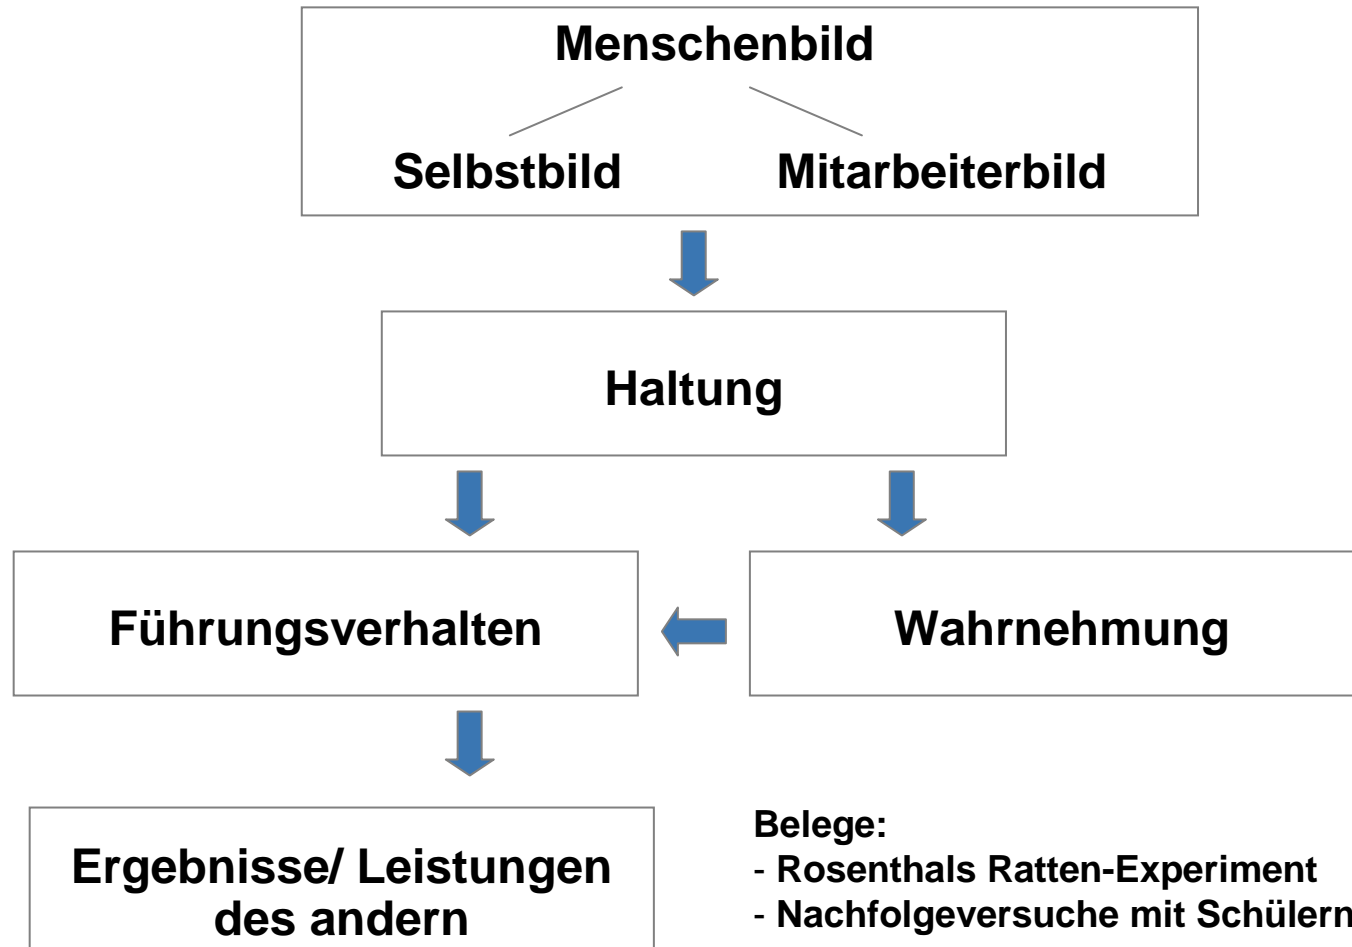 Menschenbild
Selbstbild Mitarbeiterbild
Haltung
Führungsverhalten Wahrnehmung
Ergebnisse/ Leistungen
des andern
Belege:
- Rosenthals Ratten-Experiment
- Nachfolgeversuche mit Schülern